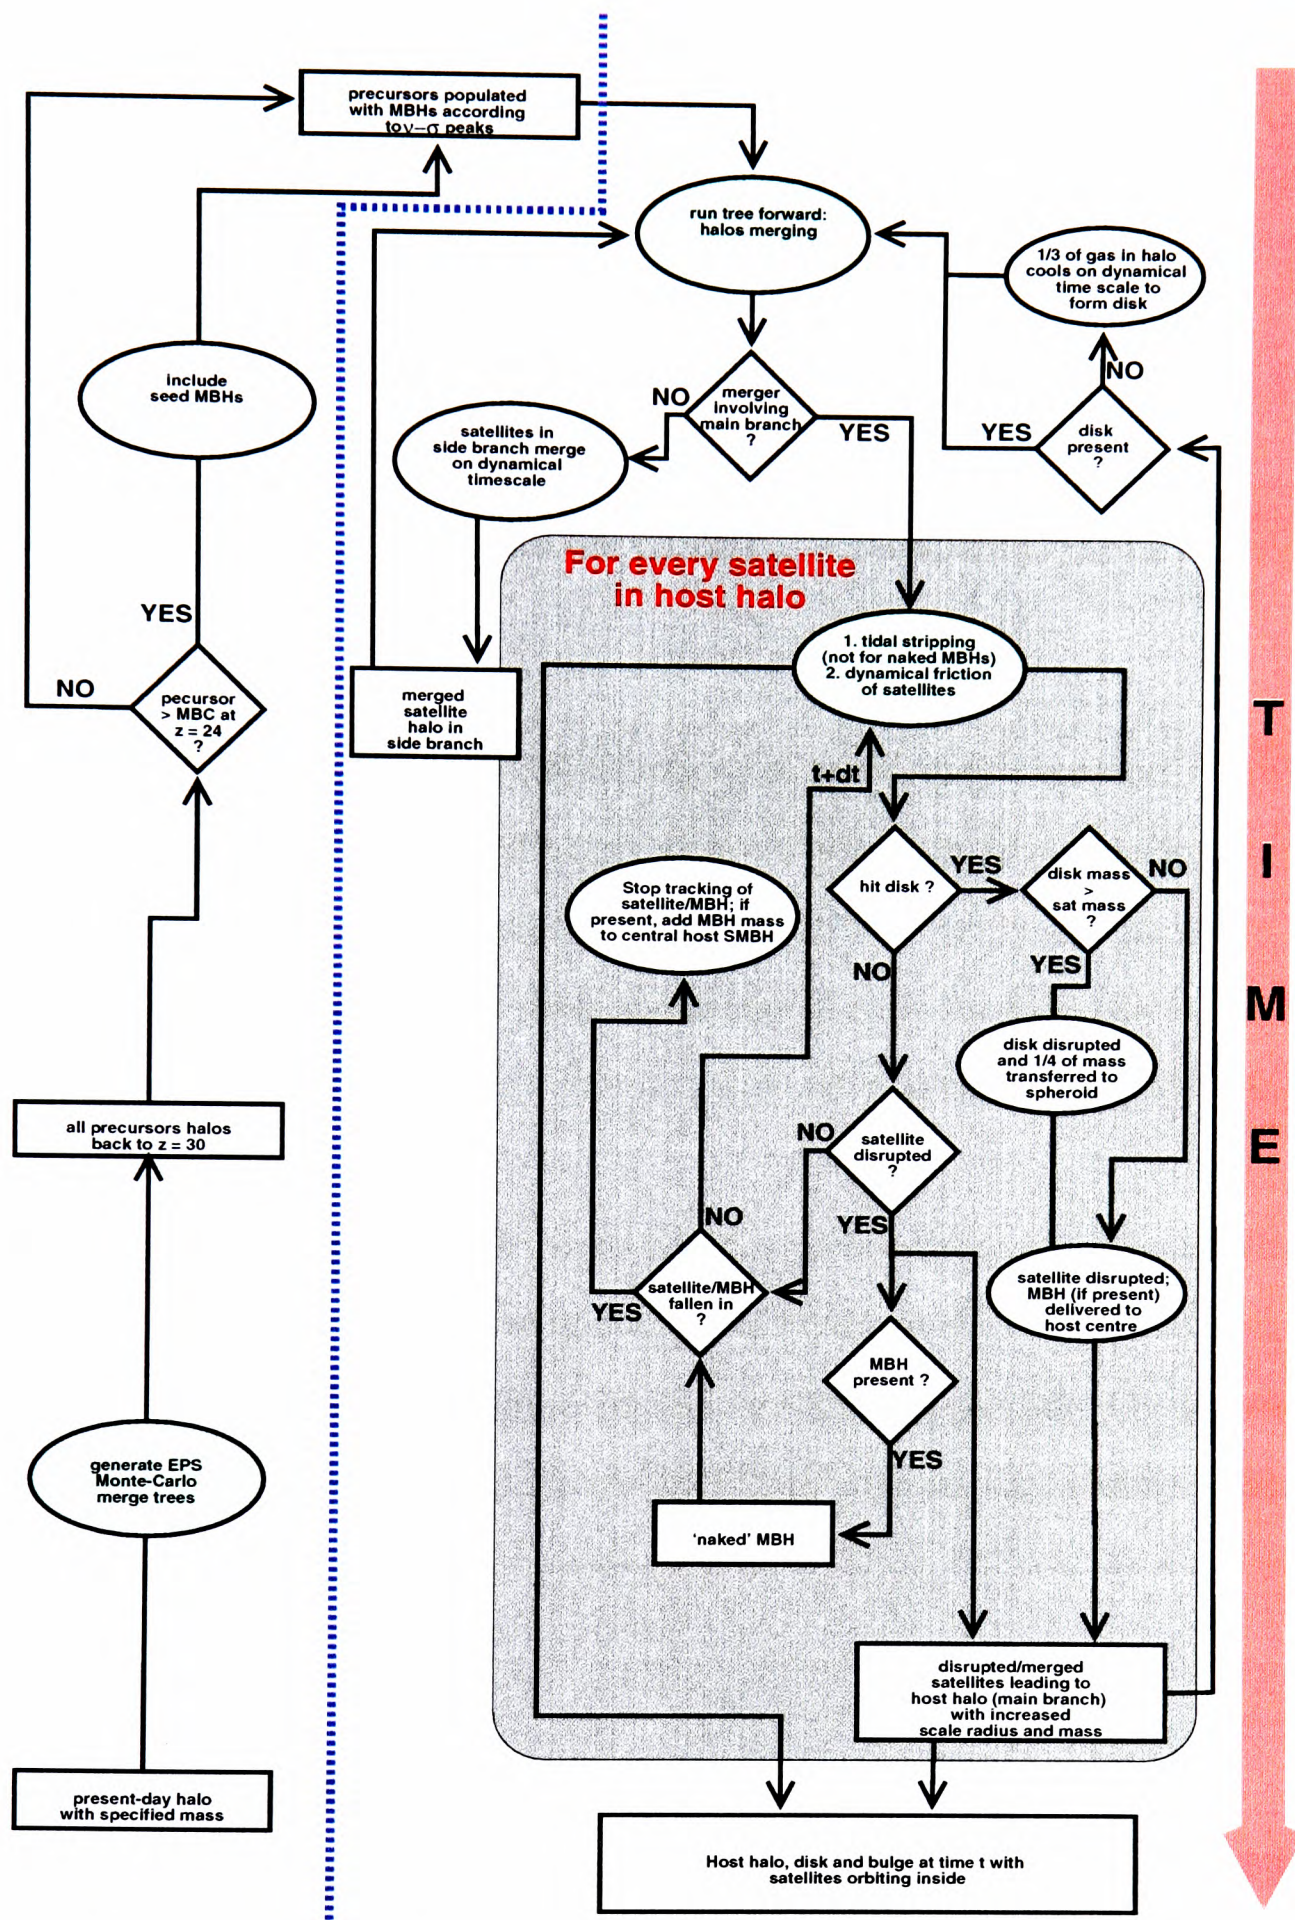 precursors populated
with MBHs according
to ν–σ peaks
run tree forward:
halos merging
1/3 of gas in halo
cools on dynamical
time scale to
form disk
include
seed MBHs
NO
merger
involving
main branch
?
YES
NO
disk
present
?
YES
satellites in
side branch merge
on dynamical
timescale
For every satellite
in host halo
YES
NO
pecursor
> MBC at
z = 24
?
merged
satellite
halo in
side branch
1. tidal stripping
(not for naked MBHs)
2. dynamical friction
of satellites
t+dt
hit disk ?
YES
NO
disk mass
>
sat mass
?
NO
YES
Stop tracking of
satellite/MBH; if
present, add MBH mass
to central host SMBH
disk disrupted
and 1/4 of mass
transferred to
spheroid
all precursors halos
back to z = 30
NO
satellite
disrupted
?
YES
NO
satellite/MBH
fallen in
?
YES
satellite disrupted;
MBH (if present)
delivered to
host centre
MBH
present ?
YES
generate EPS
Monte-Carlo
merge trees
'naked' MBH
disrupted/merged
satellites leading to
host halo (main branch)
with increased
scale radius and mass
present-day halo
with specified mass
Host halo, disk and bulge at time t with
satellites orbiting inside
T
I
M
E